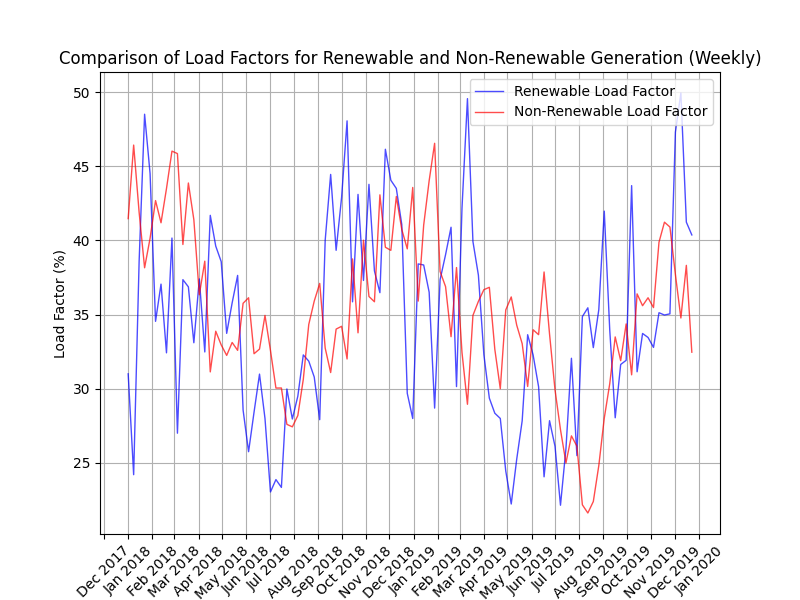 Comparison of Load Factors for Renewable and Non-Renewable Generation (Weekly)
Renewable Load Factor
Non-Renewable Load Factor
Load Factor (%)
50
45
40
35
30
25
Dec 2017
Jan 2018
Feb 2018
Mar 2018
Apr 2018
May 2018
Jun 2018
Jul 2018
Aug 2018
Sep 2018
Oct 2018
Nov 2018
Dec 2018
Jan 2019
Feb 2019
Mar 2019
Apr 2019
May 2019
Jun 2019
Jul 2019
Aug 2019
Sep 2019
Oct 2019
Nov 2019
Dec 2019
Jan 2020